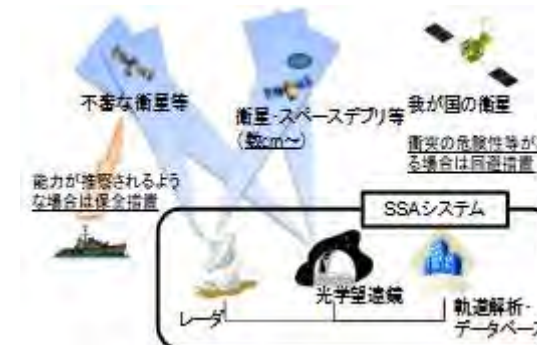 不審な衛星等
衛星・スペースデブリ等
(数cm~)
我が国の衛星
衝突の危険性等が
る場合は回避措置
能力が推察されるよう
な場合は保全措置
SSAシステム
レーダ
光学望遠鏡
軌道解析・
データベース